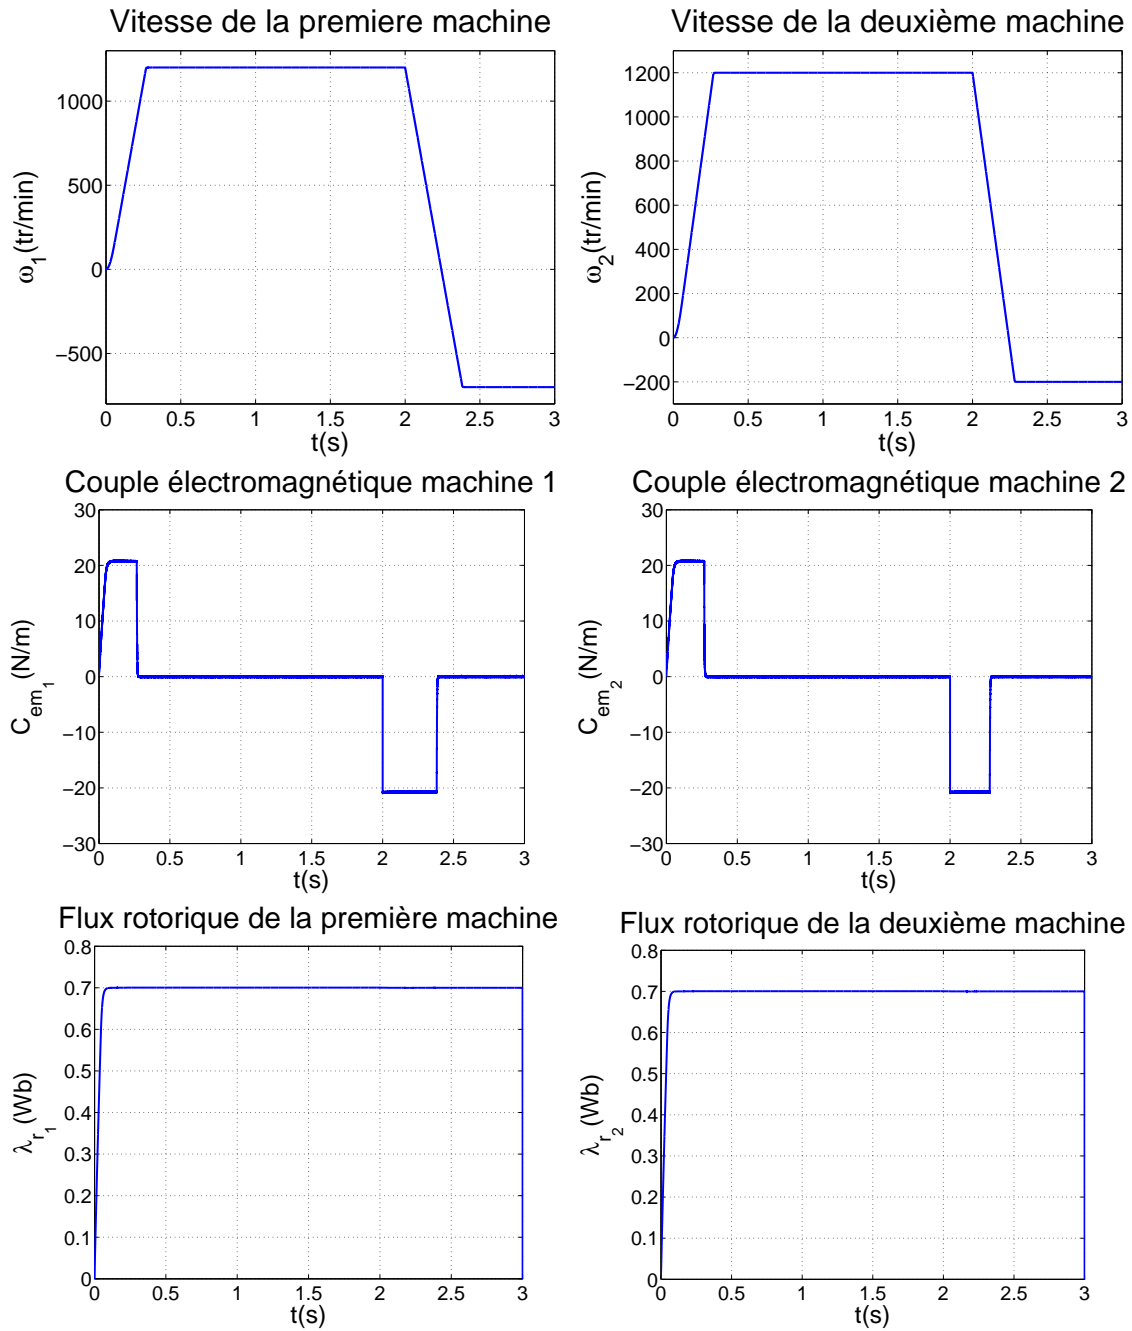 Vitesse de la premiere machine
1000
500
0
−500
ω1(tr/min)
0 0.5 1 1.5 2 2.5 3
t(s)
Vitesse de la deuxième machine
1200
1000
800
600
400
200
0
−200
ω2(tr/min)
0 0.5 1 1.5 2 2.5 3
t(s)
Couple électromagnétique machine 1
30
20
10
0
−10
−20
−30
Cem1 (N/m)
0 0.5 1 1.5 2 2.5 3
t(s)
Couple électromagnétique machine 2
30
20
10
0
−10
−20
−30
Cem2 (N/m)
0 0.5 1 1.5 2 2.5 3
t(s)
Flux rotorique de la première machine
0.8
0.7
0.6
0.5
0.4
0.3
0.2
0.1
0
λr1 (Wb)
0 0.5 1 1.5 2 2.5 3
t(s)
Flux rotorique de la deuxième machine
0.8
0.7
0.6
0.5
0.4
0.3
0.2
0.1
0
λr2 (Wb)
0 0.5 1 1.5 2 2.5 3
t(s)